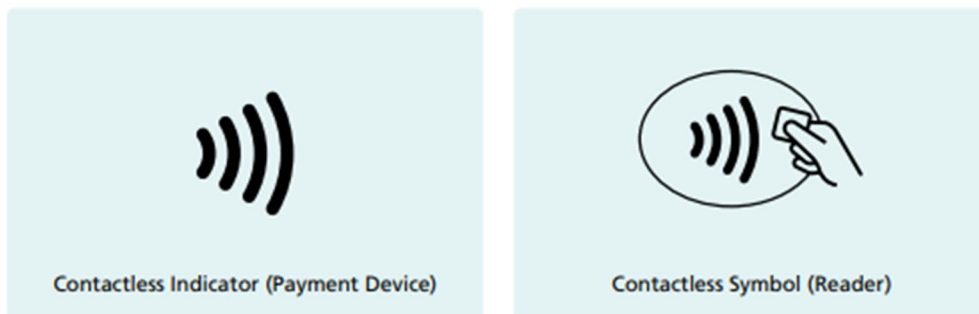 Contactless Indicator (Payment Device)
Contactless Symbol (Reader)